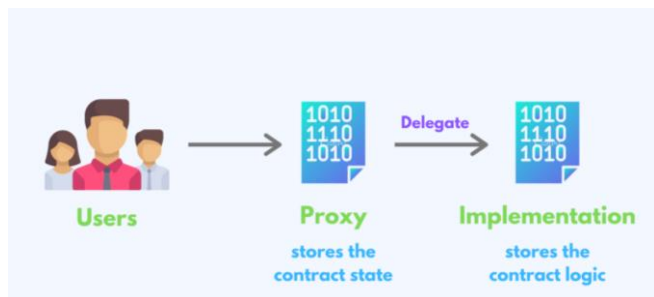 1010
1110
1010
Delegate
1010
1110
1010
Users
Proxy
Implementation
stores the
contract state
stores the
contract logic